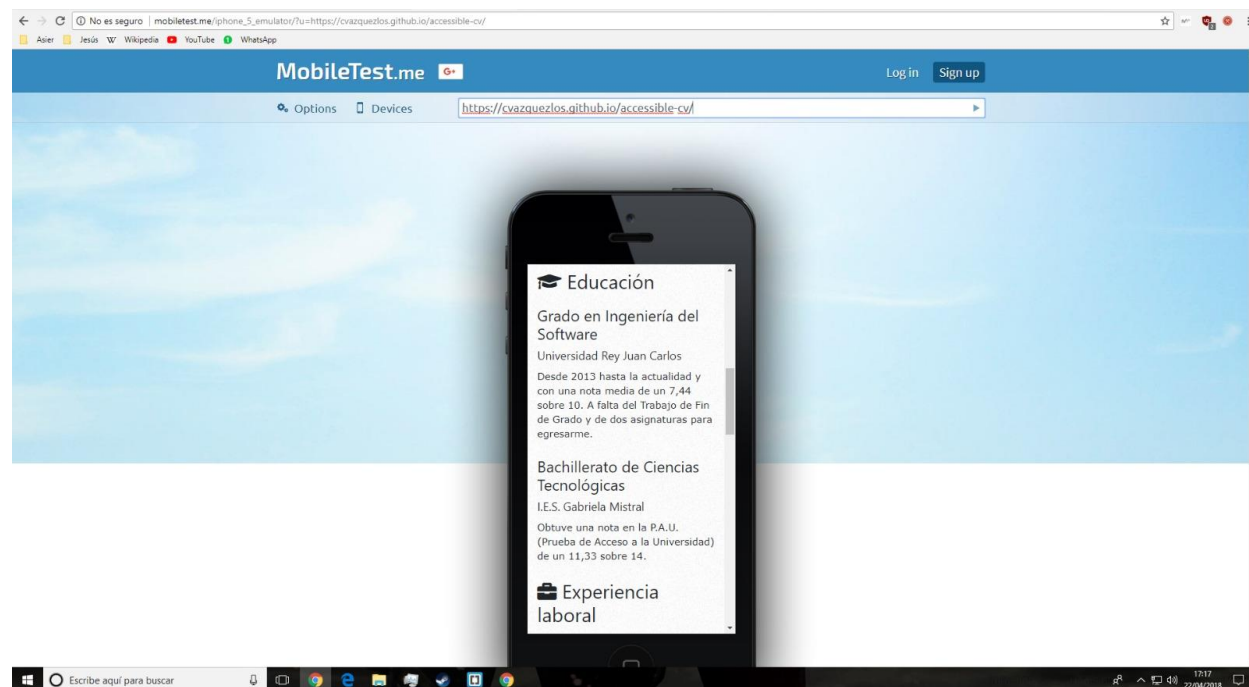 No es seguro | mobiletest.me/iphone_5_emulator/?u=https://cvazquezlos.github.io/accessible-cv/
Asier Jesús W Wikipedia YouTube WhatsApp
MobileTest.me G+ Log in Sign up
Options Devices https://cvazquezlos.github.io/accessible-cv/
Educación
Grado en Ingeniería del
Software
Universidad Rey Juan Carlos
Desde 2013 hasta la actualidad y
con una nota media de un 7,44
sobre 10. A falta del Trabajo de Fin
de Grado y de dos asignaturas para
egresarme.
Bachillerato de Ciencias
Tecnológicas
I.E.S. Gabriela Mistral
Obtuve una nota en la P.A.U.
(Prueba de Acceso a la Universidad)
de un 11,33 sobre 14.
Experiencia
laboral
Escribe aquí para buscar
17:17
22/04/2018